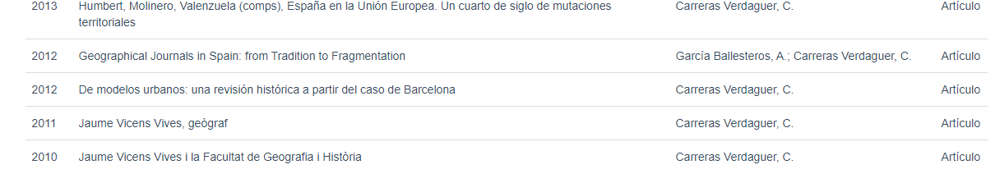 2013 Humbert, Molinero, Valenzuela (comps), España en la Unión Europea. Un cuarto de siglo de mutaciones territoriales Carreras Verdaguer, C. Artículo
2012 Geographical Journals in Spain: from Tradition to Fragmentation García Ballesteros, A.; Carreras Verdaguer, C. Artículo
2012 De modelos urbanos: una revisión histórica a partir del caso de Barcelona Carreras Verdaguer, C. Artículo
2011 Jaume Vicens Vives, geògraf Carreras Verdaguer, C. Artículo
2010 Jaume Vicens Vives i la Facultat de Geografia i Història Carreras Verdaguer, C. Artículo